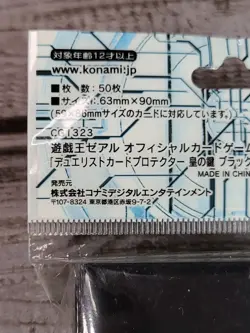 対象年齢12才以上
www.konami.jp
■枚 数:50枚
■サイズ:63mm×90mm
(59×86mmサイズのカードに対応しています。)
CG1323
遊戯王ゼアル オフィシャルカードゲーム
「デュエリストカードプロテクター 皇の鍵 ブラック
MADE IN CHINA
発売元
株式会社コナミデジタルエンタテインメント
〒107-8324 東京都港区赤坂9-7-2